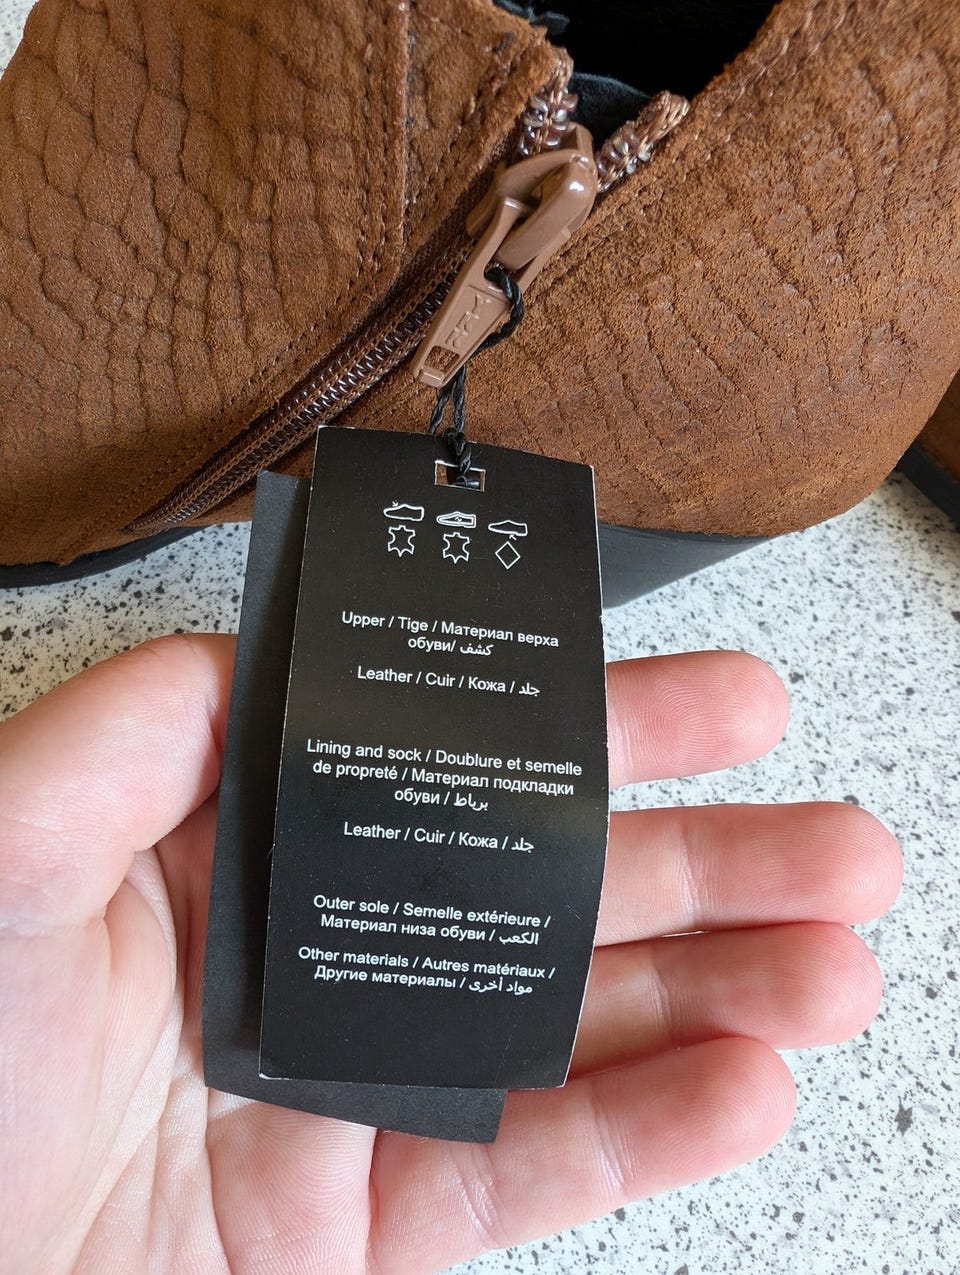 Upper / Tige / Материал верха
обуви/ كشف
Leather / Cuir / Кожа / جلد
Lining and sock / Doublure et semelle
de propreté / Материал подкладки
обуви / برباط
Leather / Cuir / Кожа / جلد
Outer sole / Semelle extérieure /
Материал низа обуви / الكعب
Other materials / Autres matériaux /
Другие материалы / مواد أخرى